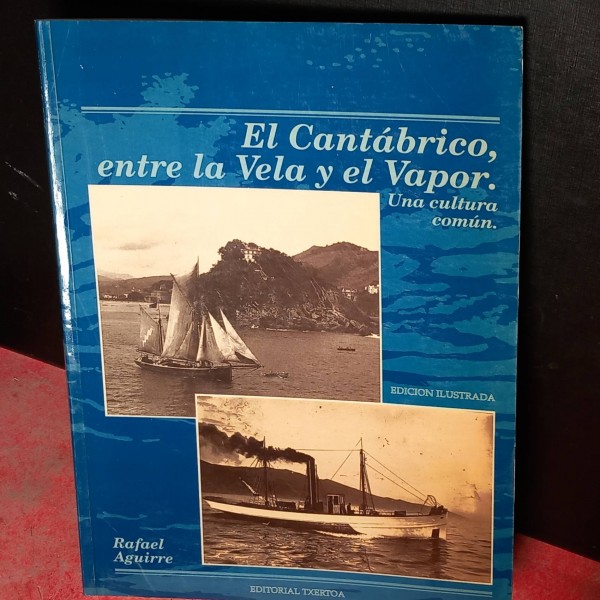 El Cantábrico,
entre la Vela y el Vapor.
Una cultura
común.
EDICION ILUSTRADA
Rafael
Aguirre
EDITORIAL TXERTOA